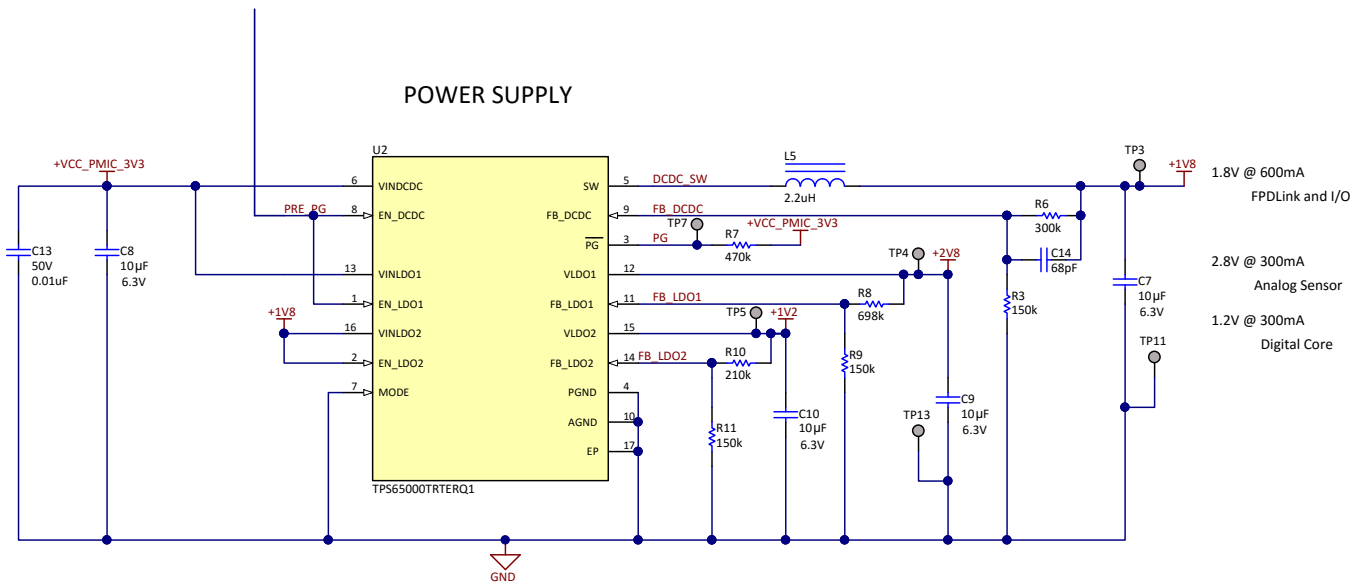 POWER SUPPLY
U2
+VCC_PMIC_3V3
6
VINDCDC
SW
5
DCDC_SW
L5
2.2uH
TP3
+1V8
1.8V @ 600mA
FPDLink and I/O
PRE_PG
8
EN_DCDC
FB_DCDC
9
FB_DCDC
R6
300k
TP7
+VCC_PMIC_3V3
PG
3
PG
R7
470k
C13
50V
0.01uF
C8
10µF
6.3V
C14
68pF
13
VINLDO1
VLDO1
12
TP4
+2V8
2.8V @ 300mA
Analog Sensor
C7
10µF
6.3V
1
EN_LDO1
FB_LDO1
11
FB_LDO1
R8
698k
R3
150k
+1V8
16
VINLDO2
VLDO2
15
TP5
+1V2
1.2V @ 300mA
Digital Core
2
EN_LDO2
FB_LDO2
14
FB_LDO2
R10
210k
R9
150k
TP11
7
MODE
PGND
4
AGND
10
EP
17
R11
150k
C10
10µF
6.3V
TP13
C9
10µF
6.3V
TPS65000TRTERQ1
GND